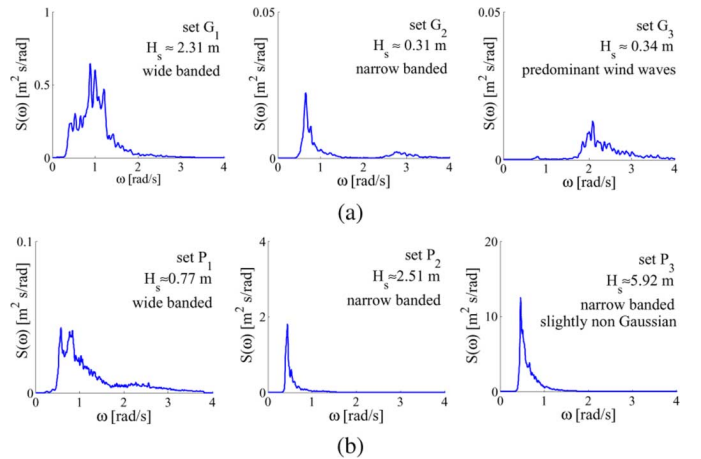 1
0.5
0
0 1 2 3 4
S(ω) [m² s/rad]
ω [rad/s]
set G₁
Hₛ ≈ 2.31 m
wide banded
0.05
0
0 1 2 3 4
S(ω) [m² s/rad]
ω [rad/s]
set G₂
Hₛ ≈ 0.31 m
narrow banded
0.05
0
0 1 2 3 4
S(ω) [m² s/rad]
ω [rad/s]
set G₃
Hₛ ≈ 0.34 m
predominant wind waves
(a)
0.1
0
0 1 2 3 4
S(ω) [m² s/rad]
ω [rad/s]
set P₁
Hₛ≈0.77 m
wide banded
4
2
0
0 1 2 3 4
S(ω) [m² s/rad]
ω [rad/s]
set P₂
Hₛ≈2.51 m
narrow banded
20
10
0
0 1 2 3 4
S(ω) [m² s/rad]
ω [rad/s]
set P₃
Hₛ≈5.92 m
narrow banded
slightly non Gaussian
(b)